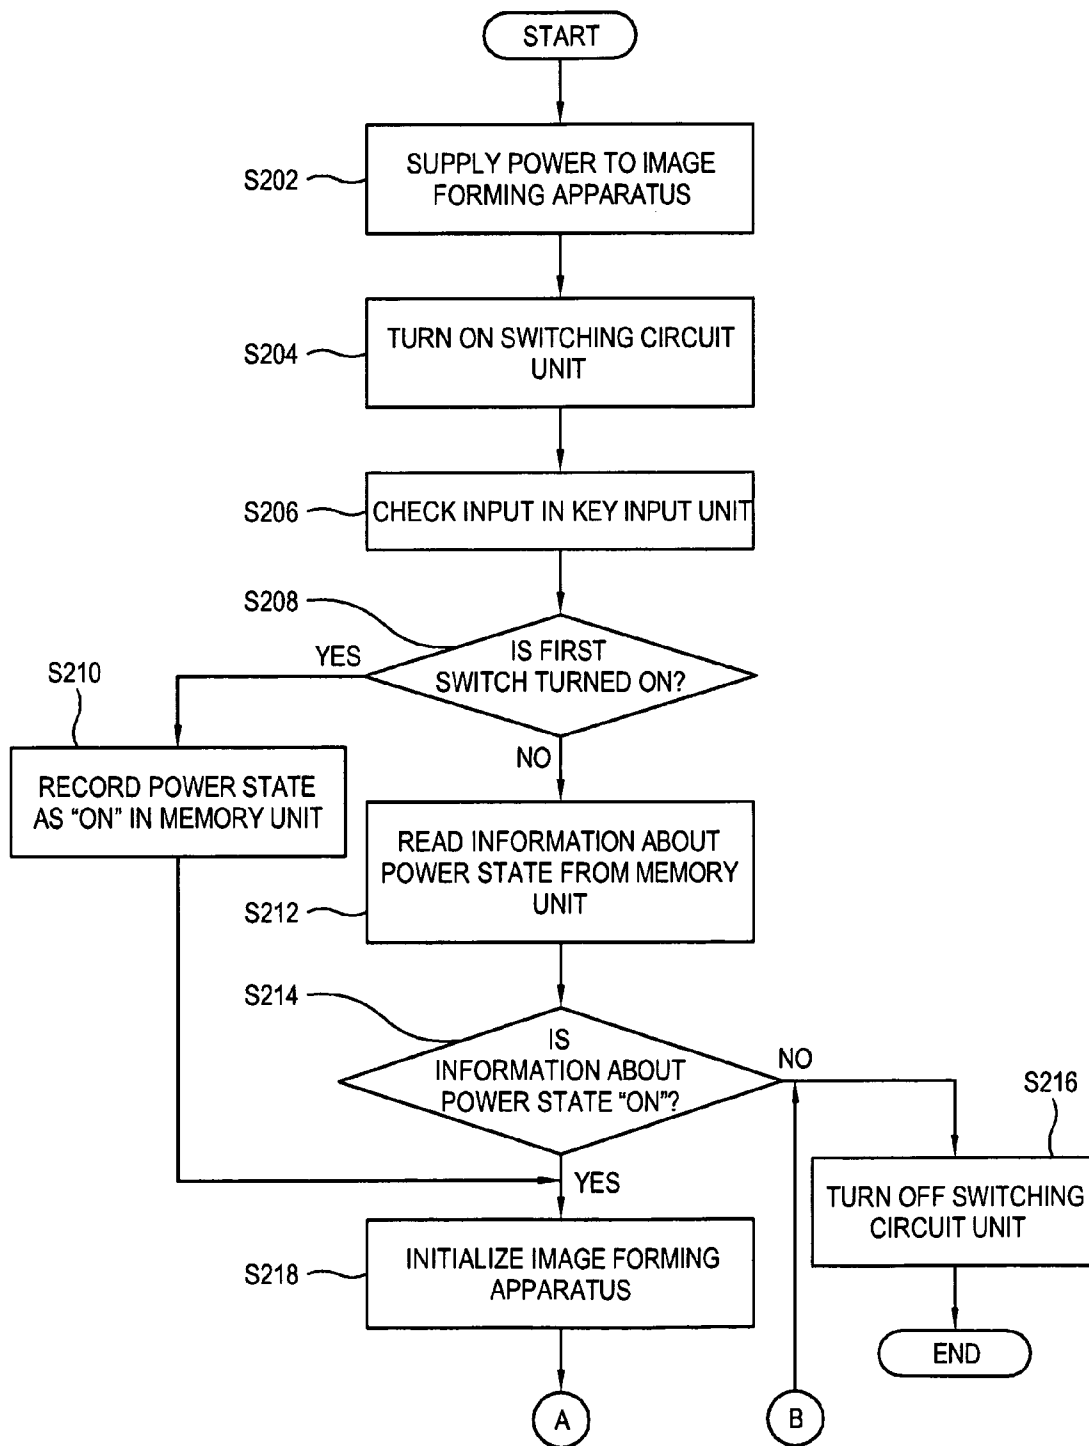 START
S202
SUPPLY POWER TO IMAGE
FORMING APPARATUS
S204
TURN ON SWITCHING CIRCUIT
UNIT
S206
CHECK INPUT IN KEY INPUT UNIT
S208
IS FIRST
SWITCH TURNED ON?
YES
NO
S210
RECORD POWER STATE
AS “ON” IN MEMORY UNIT
S212
READ INFORMATION ABOUT
POWER STATE FROM MEMORY
UNIT
S214
IS
INFORMATION ABOUT
POWER STATE “ON”?
NO
YES
S216
TURN OFF SWITCHING
CIRCUIT UNIT
S218
INITIALIZE IMAGE FORMING
APPARATUS
END
A
B